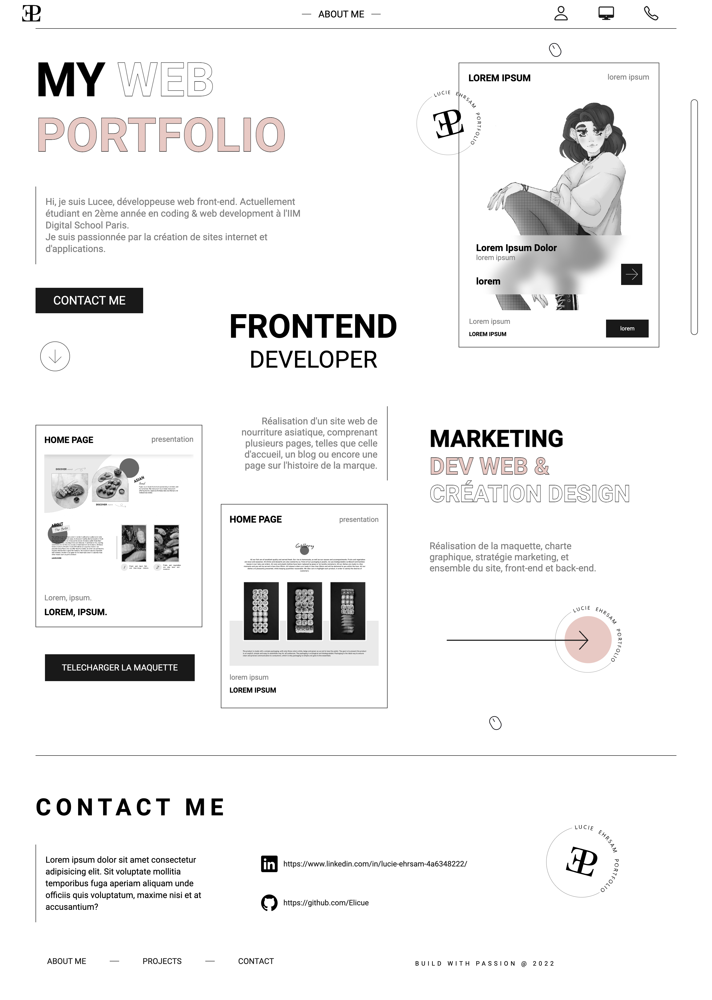 ABOUT ME
MY WEB
PORTFOLIO
LOREM IPSUM
lorem ipsum
LUCIE EHRSAM PORTFOLIO
Hi, je suis Lucee, développeuse web front-end. Actuellement
étudiant en 2ème année en coding & web development à l'IIM
Digital School Paris.
Je suis passionnée par la création de sites internet et
d'applications.
Lorem Ipsum Dolor
lorem ipsum
lorem
CONTACT ME
Lorem ipsum
LOREM IPSUM
lorem
FRONTEND
DEVELOPER
HOME PAGE
presentation
DISCOVER
ASIAN
food
DISCOVER
ABOUT
LEARN MORE
1
2
Lorem, ipsum.
LOREM, IPSUM.
TELECHARGER LA MAQUETTE
Réalisation d'un site web de
nourriture asiatique, comprenant
plusieurs pages, telles que celle
d'accueil, un blog ou encore une
page sur l'histoire de la marque.
HOME PAGE
presentation
Gallery
lorem ipsum
LOREM IPSUM
MARKETING
DEV WEB &
CRÉATION DESIGN
Réalisation de la maquette, charte
graphique, stratégie marketing, et
ensemble du site, front-end et back-end.
LUCIE EHRSAM PORTFOLIO
CONTACT ME
Lorem ipsum dolor sit amet consectetur
adipisicing elit. Sit voluptate mollitia
temporibus fuga aperiam aliquam unde
officiis quis voluptatum, maxime nisi et at
accusantium?
https://www.linkedin.com/in/lucie-ehrsam-4a6348222/
https://github.com/Elicue
LUCIE EHRSAM PORTFOLIO
ABOUT ME — PROJECTS — CONTACT
BUILD WITH PASSION @ 2022